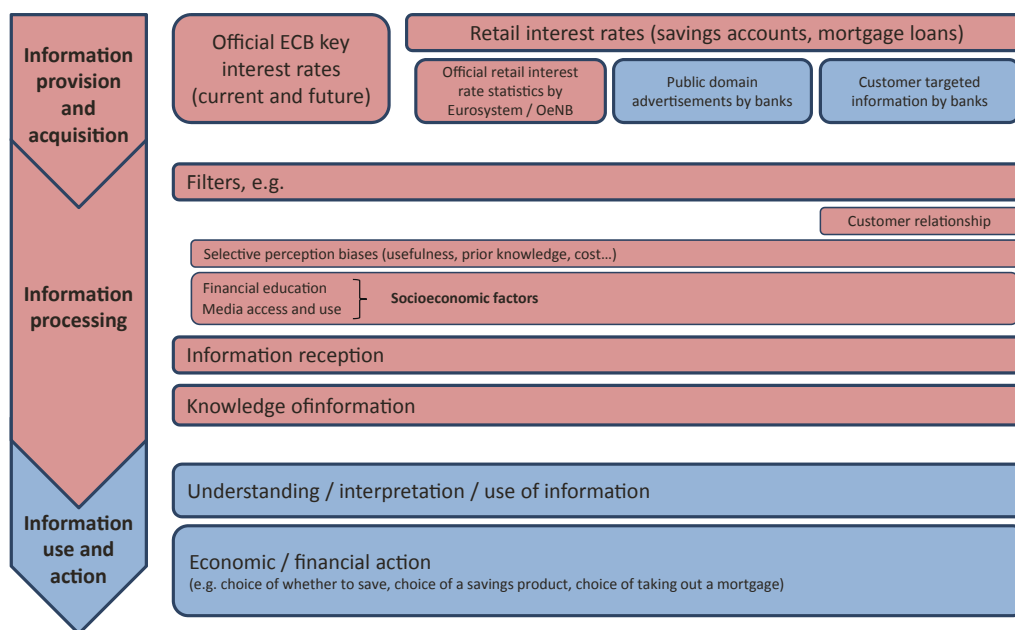 Information
provision
and
acquisition
Official ECB key
interest rates
(current and future)
Retail interest rates (savings accounts, mortgage loans)
Official retail interest
rate statistics by
Eurosystem / OeNB
Public domain
advertisements by banks
Customer targeted
information by banks
Information
processing
Filters, e.g.
Customer relationship
Selective perception biases (usefulness, prior knowledge, cost...)
Financial education
Media access and use
Socioeconomic factors
Information reception
Knowledge ofinformation
Information
use and
action
Understanding / interpretation / use of information
Economic / financial action
(e.g. choice of whether to save, choice of a savings product, choice of taking out a mortgage)